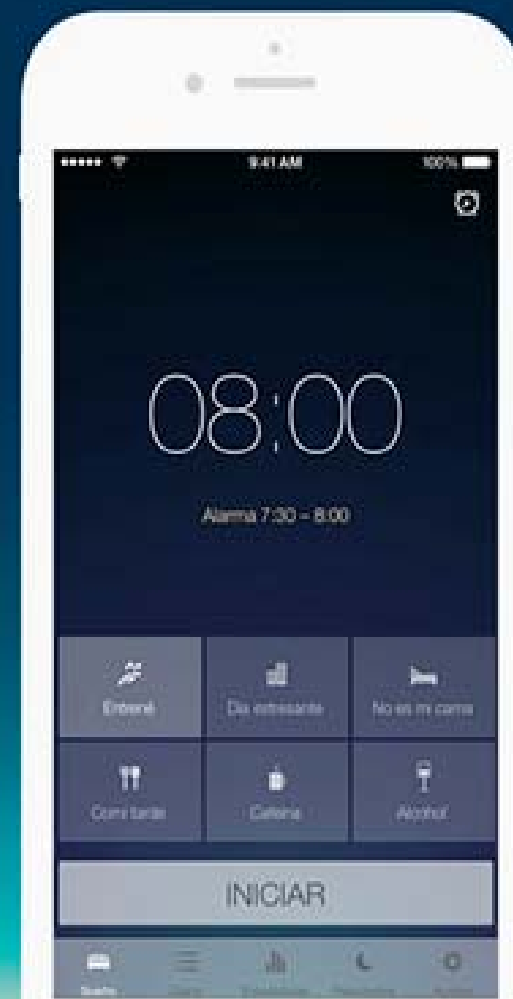 9:41 AM 100%
08:00
Alarma 7:30 – 8:00
Entrené Día estresante No es mi cama
Comí tarde Cafeína Alcohol
INICIAR
Sueño